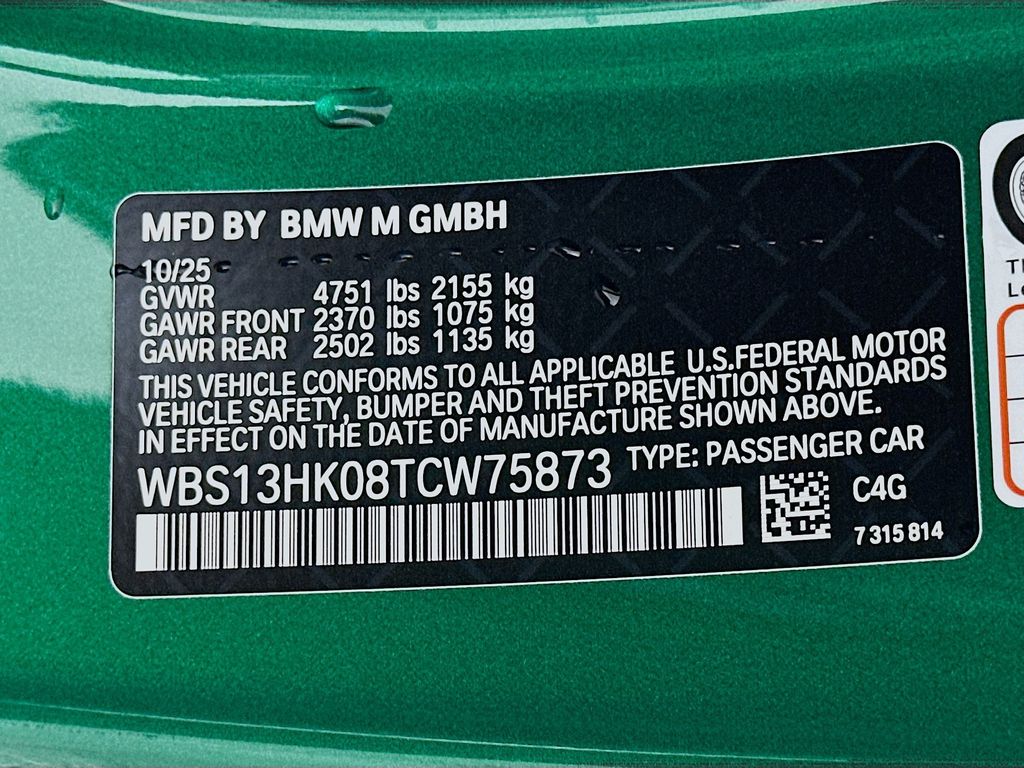 MFD BY BMW M GMBH
10/25
GVWR 4751 lbs 2155 kg
GAWR FRONT 2370 lbs 1075 kg
GAWR REAR 2502 lbs 1135 kg
THIS VEHICLE CONFORMS TO ALL APPLICABLE U.S.FEDERAL MOTOR
VEHICLE SAFETY, BUMPER AND THEFT PREVENTION STANDARDS
IN EFFECT ON THE DATE OF MANUFACTURE SHOWN ABOVE.
WBS13HK08TCW75873 TYPE: PASSENGER CAR
C4G
7 315 814